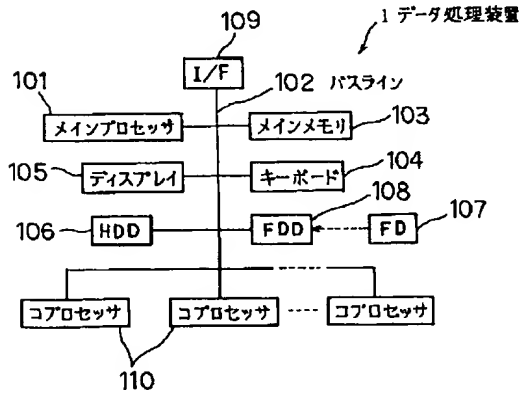 1 データ処理装置
109
I/F
102 バスライン
101
103
メインプロセッサ
メインメモリ
105
104
ディスプレイ
キーボード
108
107
106
HDD
FDD
FD
コプロセッサ
コプロセッサ
コプロセッサ
110